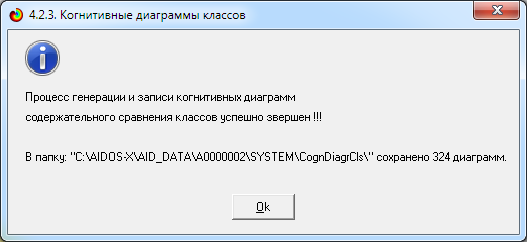 4.2.3. Когнитивные диаграммы классов
Процесс генерации и записи когнитивных диаграмм
содержательного сравнения классов успешно звершен !!!
В папку: "C:\AIDOS-X\AID_DATA\A0000002\SYSTEM\CognDiagrCls\" сохранено 324 диаграмм.
Ok